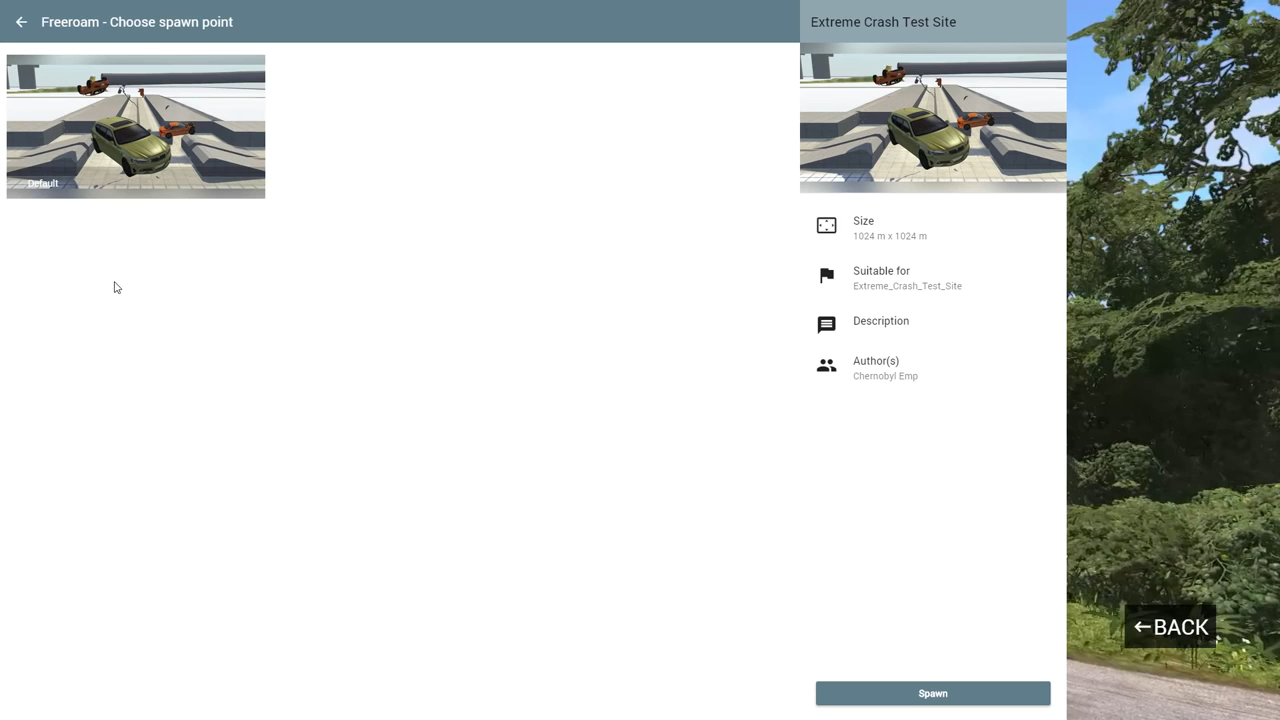 Freeroam - Choose spawn point
Default
Extreme Crash Test Site
Size
1024 m x 1024 m
Suitable for
Extreme_Crash_Test_Site
Description
Author(s)
Chernobyl Emp
Spawn
←BACK